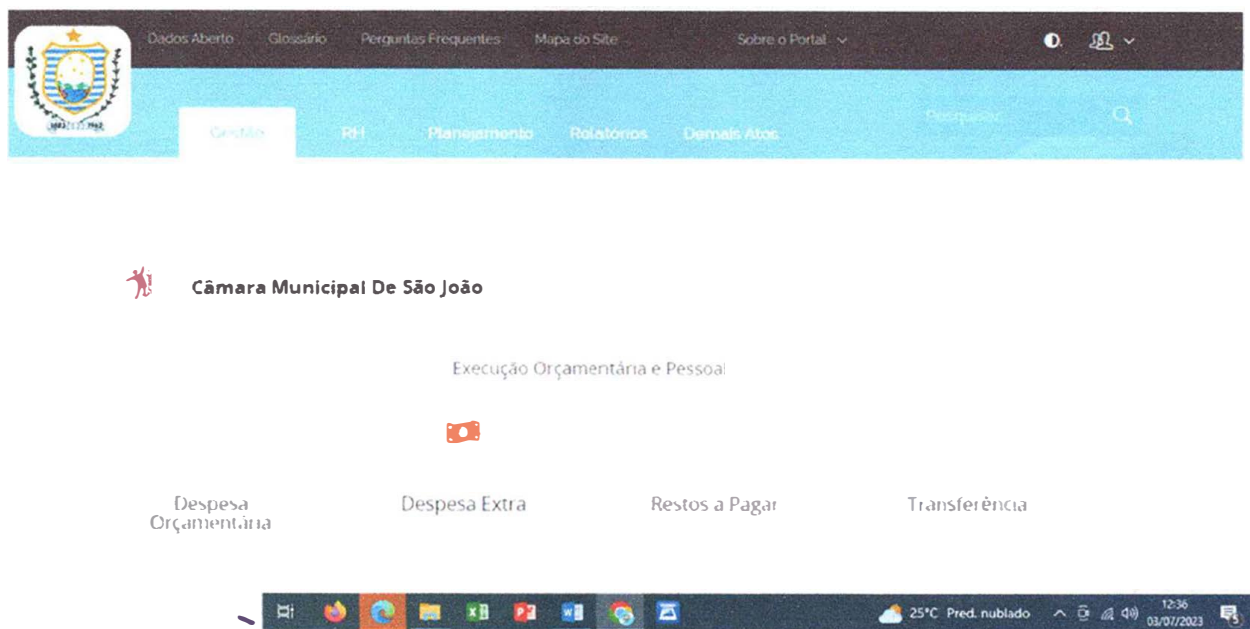 Dados Aberto Glossário Perguntas Frequentes Mapa do Site Sobre o Portal
Pesquisar
Gestão RH Planejamento Relatórios Demais Atos
Câmara Municipal De São João
Execução Orçamentária e Pessoal
Despesa Orçamentária
Despesa Extra
Restos a Pagar
Transferência
25°C Pred. nublado
12:36
03/07/2023